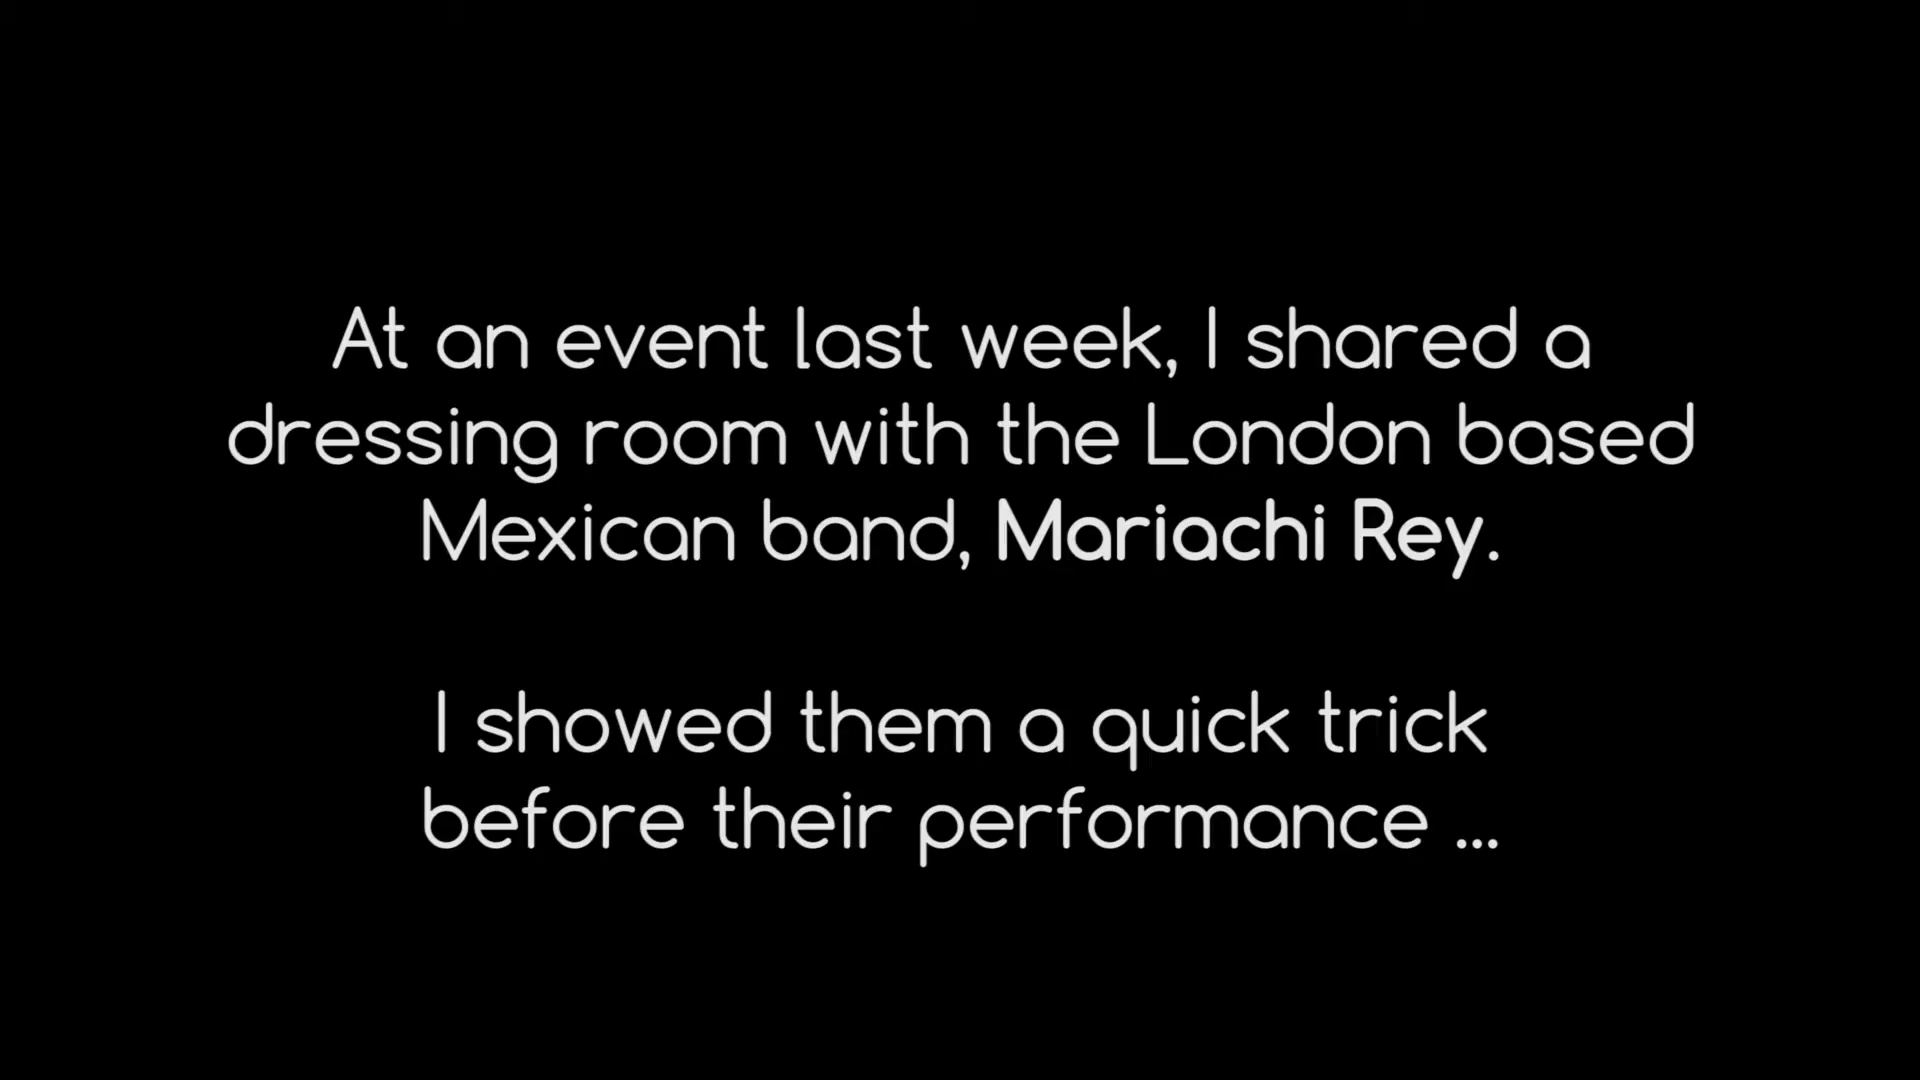 At an event last week, I shared a
dressing room with the London based
Mexican band, Mariachi Rey.
I showed them a quick trick
before their performance ...